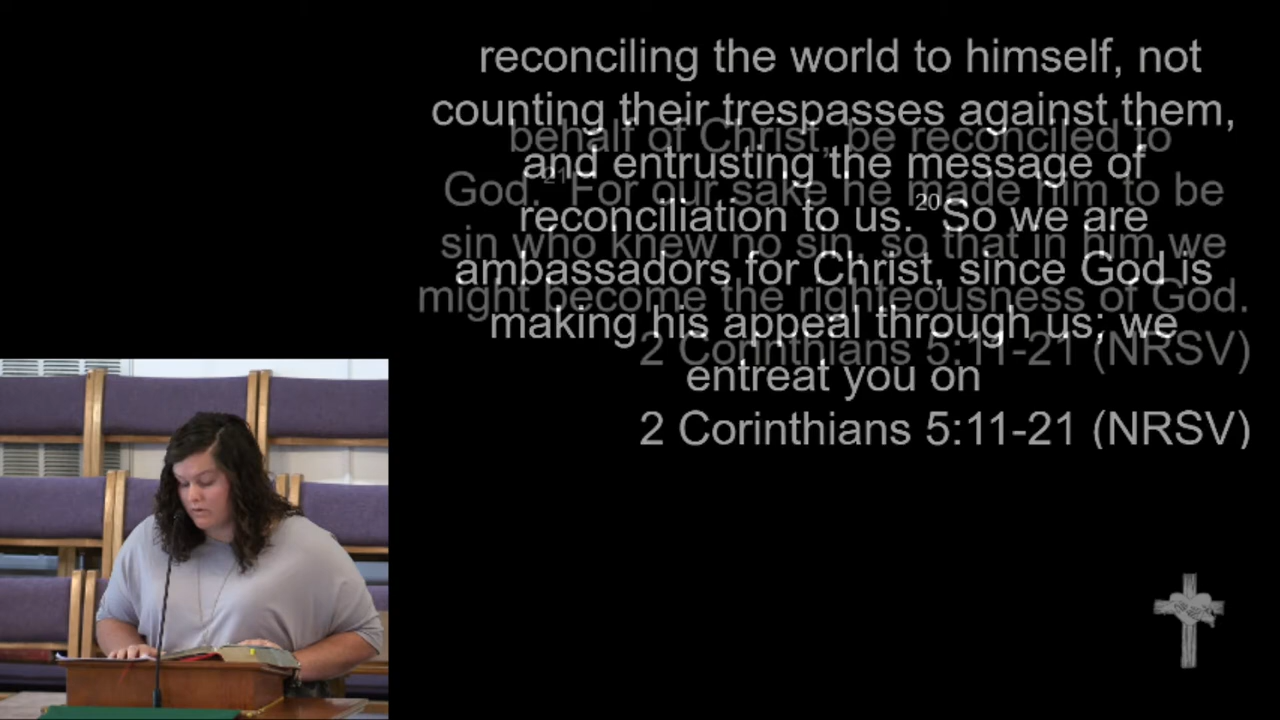 reconciling the world to himself, not
counting their trespasses against them,
and entrusting the message of
reconciliation to us. ²⁰So we are
ambassadors for Christ, since God is
making his appeal through us; we
entreat you on
2 Corinthians 5:11-21 (NRSV)
behalf of Christ, be reconciled to
God. ²¹For our sake he made him to be
sin who knew no sin, so that in him we
might become the righteousness of God.
2 Corinthians 5:11-21 (NRSV)